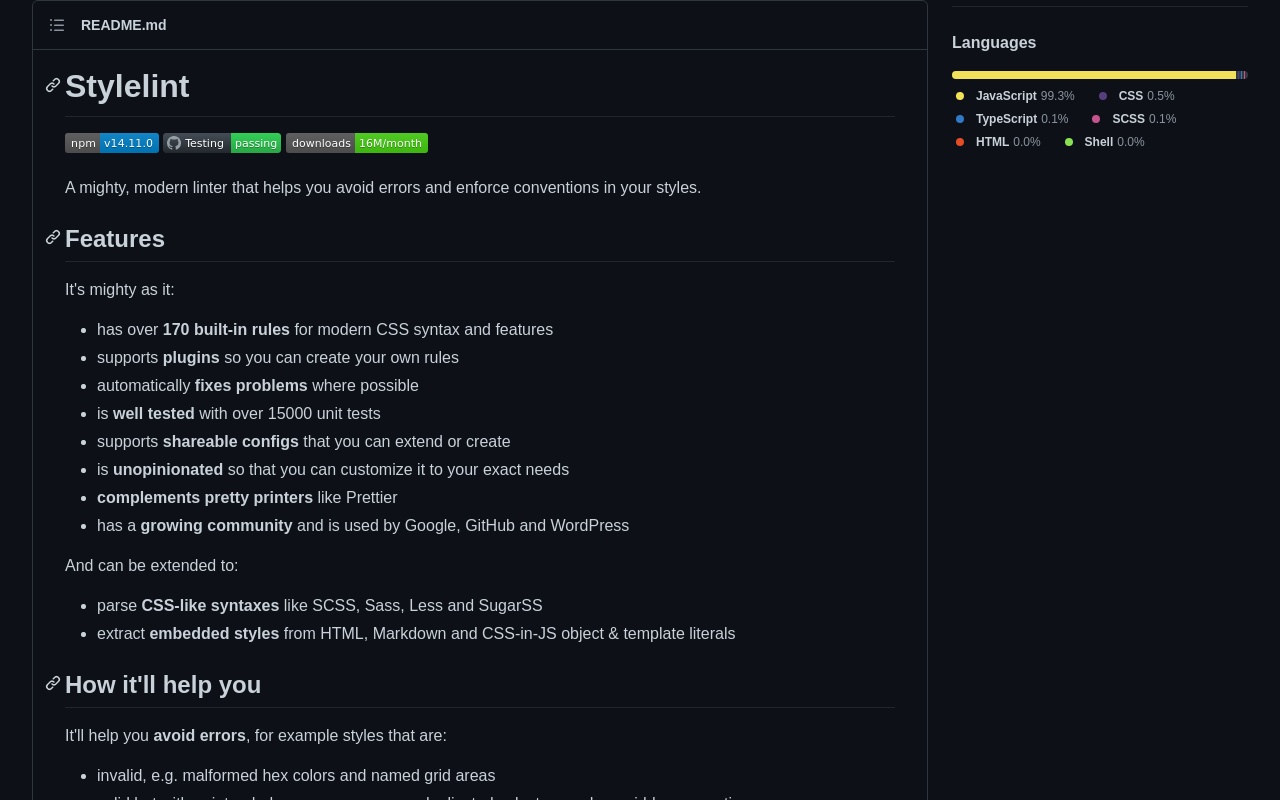 README.md
Stylelint
npm v14.11.0 Testing passing downloads 16M/month
A mighty, modern linter that helps you avoid errors and enforce conventions in your styles.
Features
It's mighty as it:
has over 170 built-in rules for modern CSS syntax and features
supports plugins so you can create your own rules
automatically fixes problems where possible
is well tested with over 15000 unit tests
supports shareable configs that you can extend or create
is unopinionated so that you can customize it to your exact needs
complements pretty printers like Prettier
has a growing community and is used by Google, GitHub and WordPress
And can be extended to:
parse CSS-like syntaxes like SCSS, Sass, Less and SugarSS
extract embedded styles from HTML, Markdown and CSS-in-JS object & template literals
How it'll help you
It'll help you avoid errors, for example styles that are:
invalid, e.g. malformed hex colors and named grid areas
Languages
JavaScript 99.3% CSS 0.5%
TypeScript 0.1% SCSS 0.1%
HTML 0.0% Shell 0.0%